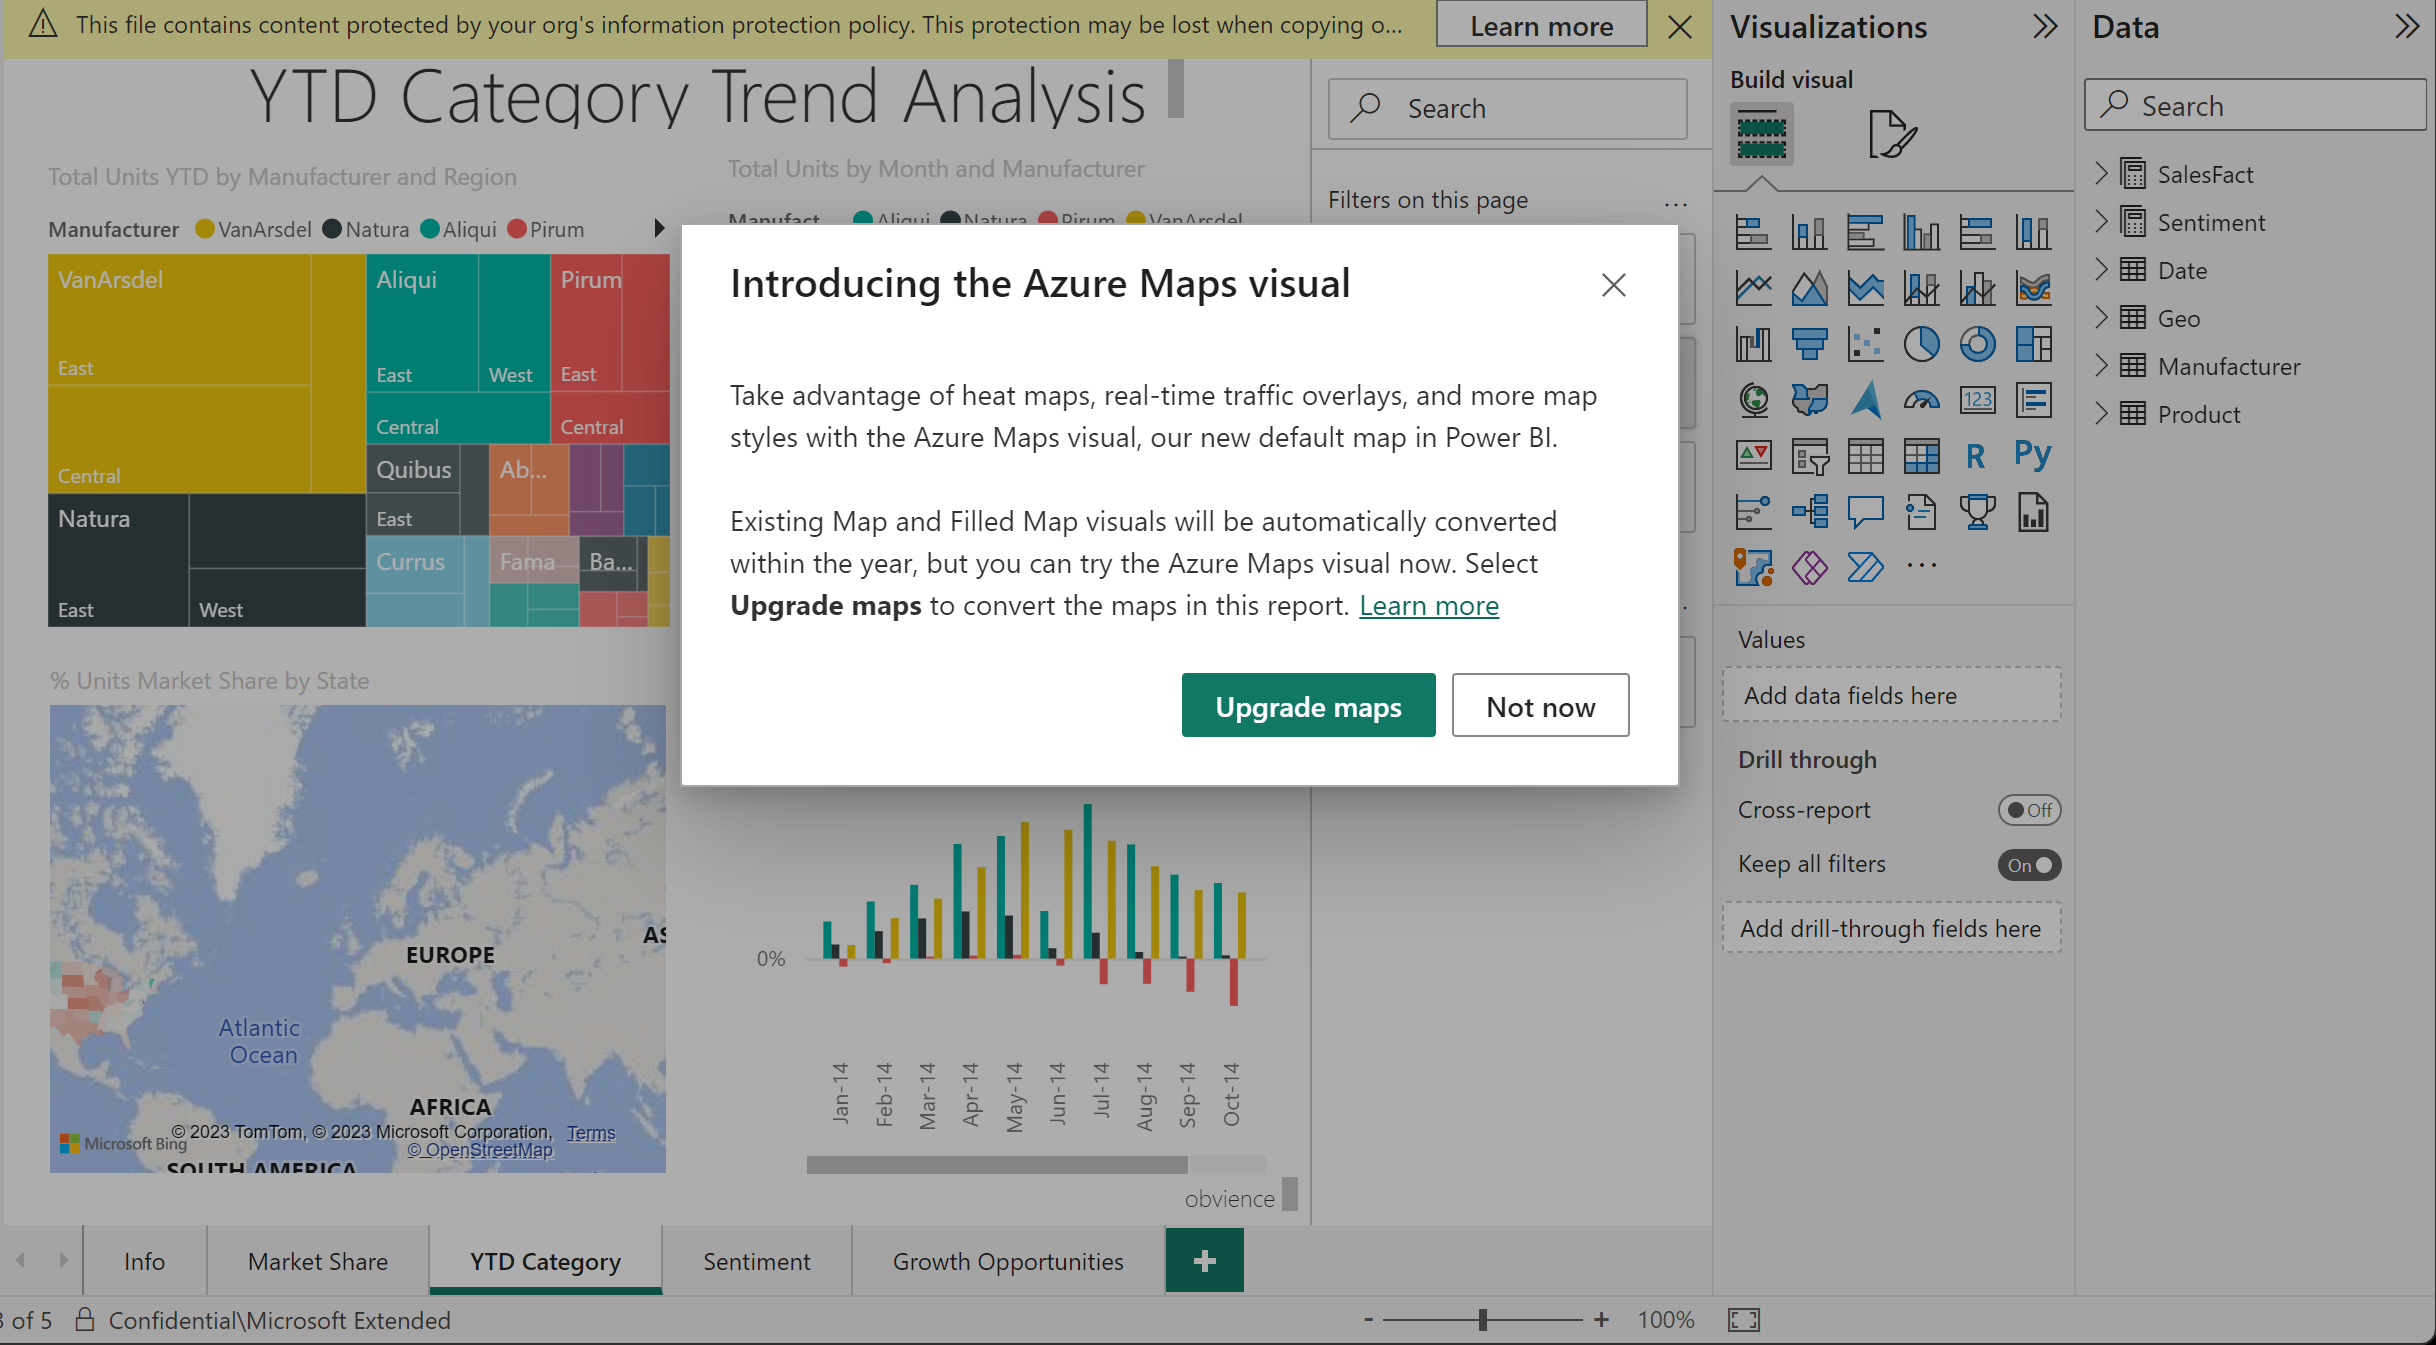 This file contains content protected by your org's information protection policy. This protection may be lost when copying o...
Learn more
YTD Category Trend Analysis
Total Units YTD by Manufacturer and Region
Manufacturer VanArsdel Natura Aliqui Pirum
VanArsdel
East
Central
Aliqui
East
West
Central
Pirum
East
Central
Natura
East
West
Quibus
East
Ab...
Currus
Fama
Ba...
Total Units by Month and Manufacturer
Manufact Aliqui Natura Pirum VanArsdel
Introducing the Azure Maps visual
Take advantage of heat maps, real-time traffic overlays, and more map
styles with the Azure Maps visual, our new default map in Power BI.
Existing Map and Filled Map visuals will be automatically converted
within the year, but you can try the Azure Maps visual now. Select
Upgrade maps to convert the maps in this report. Learn more
Upgrade maps
Not now
% Units Market Share by State
EUROPE
AS
Atlantic
Ocean
AFRICA
© 2023 TomTom, © 2023 Microsoft Corporation, Terms
Microsoft Bing
© OpenStreetMap
SOUTH AMERICA
0%
Jan-14
Feb-14
Mar-14
Apr-14
May-14
Jun-14
Jul-14
Aug-14
Sep-14
Oct-14
obvience
Search
Filters on this page
...
Visualizations
Build visual
123
R
Py
...
Values
Add data fields here
Drill through
Cross-report
Off
Keep all filters
On
Add drill-through fields here
Data
Search
SalesFact
Sentiment
Date
Geo
Manufacturer
Product
Info
Market Share
YTD Category
Sentiment
Growth Opportunities
+
of 5
Confidential\Microsoft Extended
- + 100%